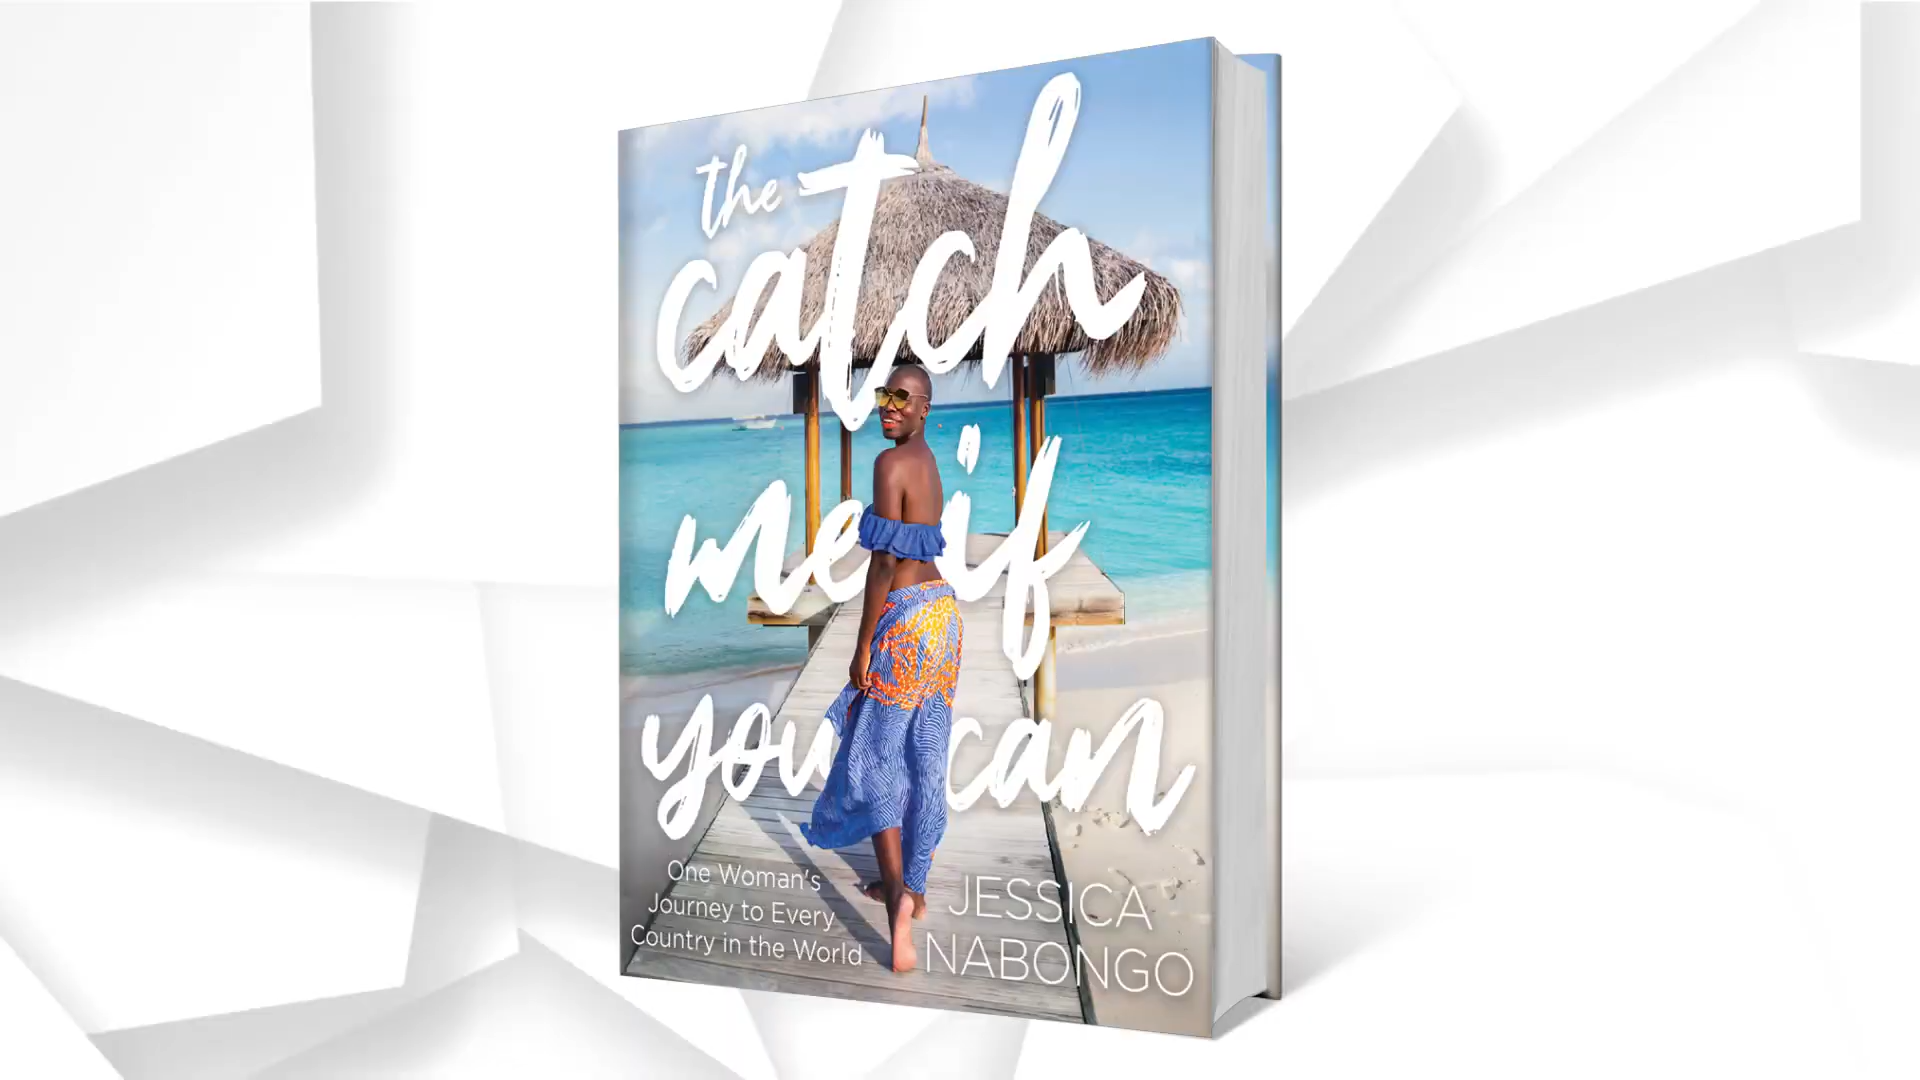 the
catch
me if
you can
One Woman's
Journey to Every
Country in the World
JESSICA
NABONGO